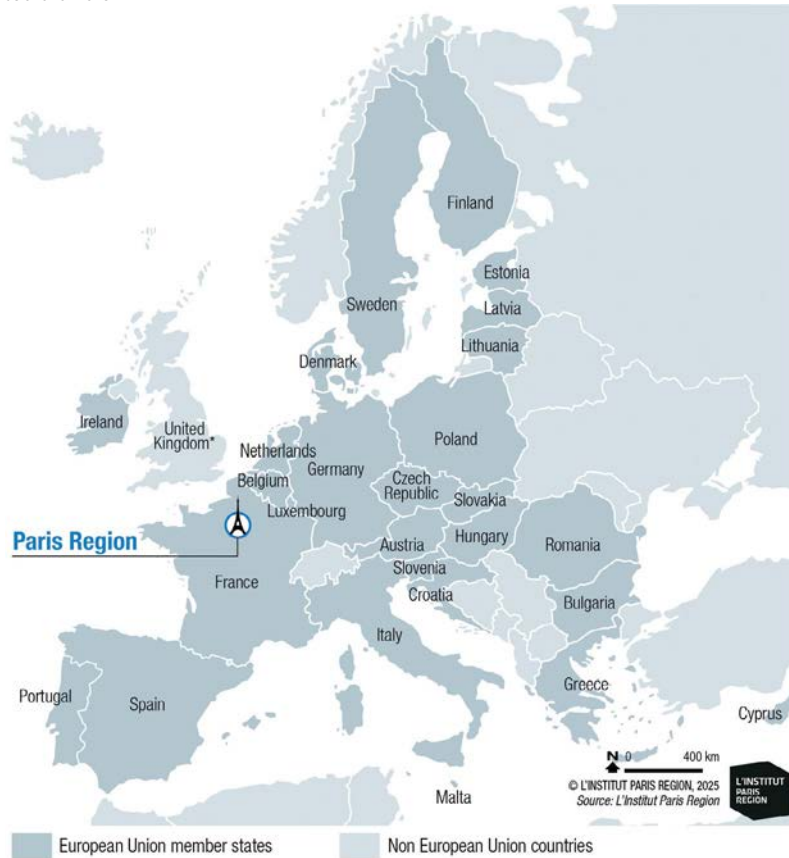 Finland
Estonia
Sweden
Latvia
Lithuania
Denmark
Ireland
United
Kingdom*
Netherlands
Poland
Germany
Belgium
Czech
Republic
Slovakia
Luxembourg
Paris Region
Austria
Hungary
Romania
Slovenia
France
Croatia
Bulgaria
Italy
Portugal
Spain
Greece
Cyprus
N 0 400 km
© L'INSTITUT PARIS REGION, 2025
Source: L'Institut Paris Region
L'INSTITUT
PARIS
REGION
Malta
European Union member states
Non European Union countries